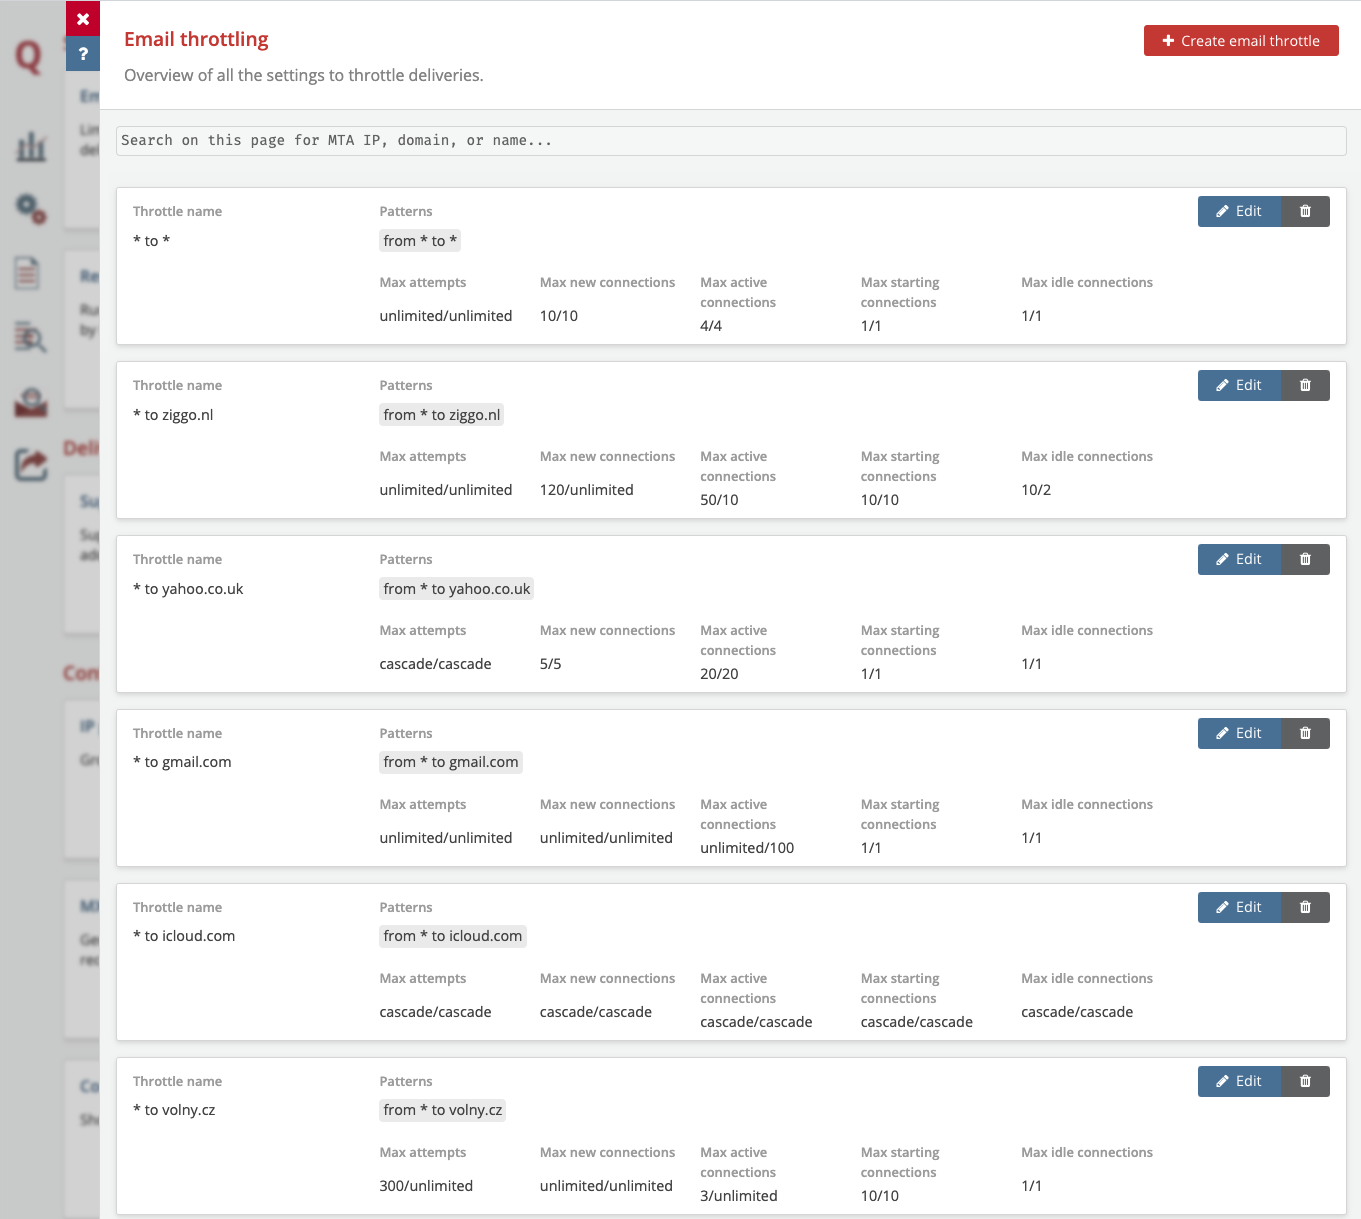 Email throttling
Create email throttle
Overview of all the settings to throttle deliveries.
Search on this page for MTA IP, domain, or name...
Throttle name
Patterns
Edit
* to *
from * to *
Max attempts
Max new connections
Max active connections
Max starting connections
Max idle connections
unlimited/unlimited
10/10
4/4
1/1
1/1
Throttle name
Patterns
Edit
* to ziggo.nl
from * to ziggo.nl
Max attempts
Max new connections
Max active connections
Max starting connections
Max idle connections
unlimited/unlimited
120/unlimited
50/10
10/10
10/2
Throttle name
Patterns
Edit
* to yahoo.co.uk
from * to yahoo.co.uk
Max attempts
Max new connections
Max active connections
Max starting connections
Max idle connections
cascade/cascade
5/5
20/20
1/1
1/1
Throttle name
Patterns
Edit
* to gmail.com
from * to gmail.com
Max attempts
Max new connections
Max active connections
Max starting connections
Max idle connections
unlimited/unlimited
unlimited/unlimited
unlimited/100
1/1
1/1
Throttle name
Patterns
Edit
* to icloud.com
from * to icloud.com
Max attempts
Max new connections
Max active connections
Max starting connections
Max idle connections
cascade/cascade
cascade/cascade
cascade/cascade
cascade/cascade
cascade/cascade
Throttle name
Patterns
Edit
* to volny.cz
from * to volny.cz
Max attempts
Max new connections
Max active connections
Max starting connections
Max idle connections
300/unlimited
unlimited/unlimited
3/unlimited
10/10
1/1